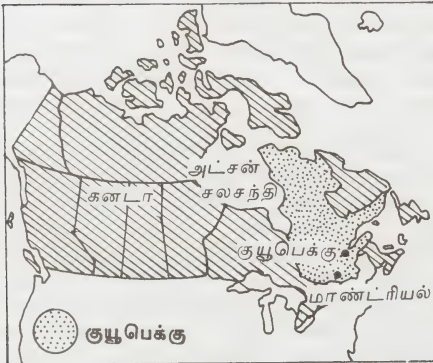 அட்சன்
கனடா
சலசந்தி
குயூபெக்கு
மாண்ட்ரியல்
குயூபெக்கு